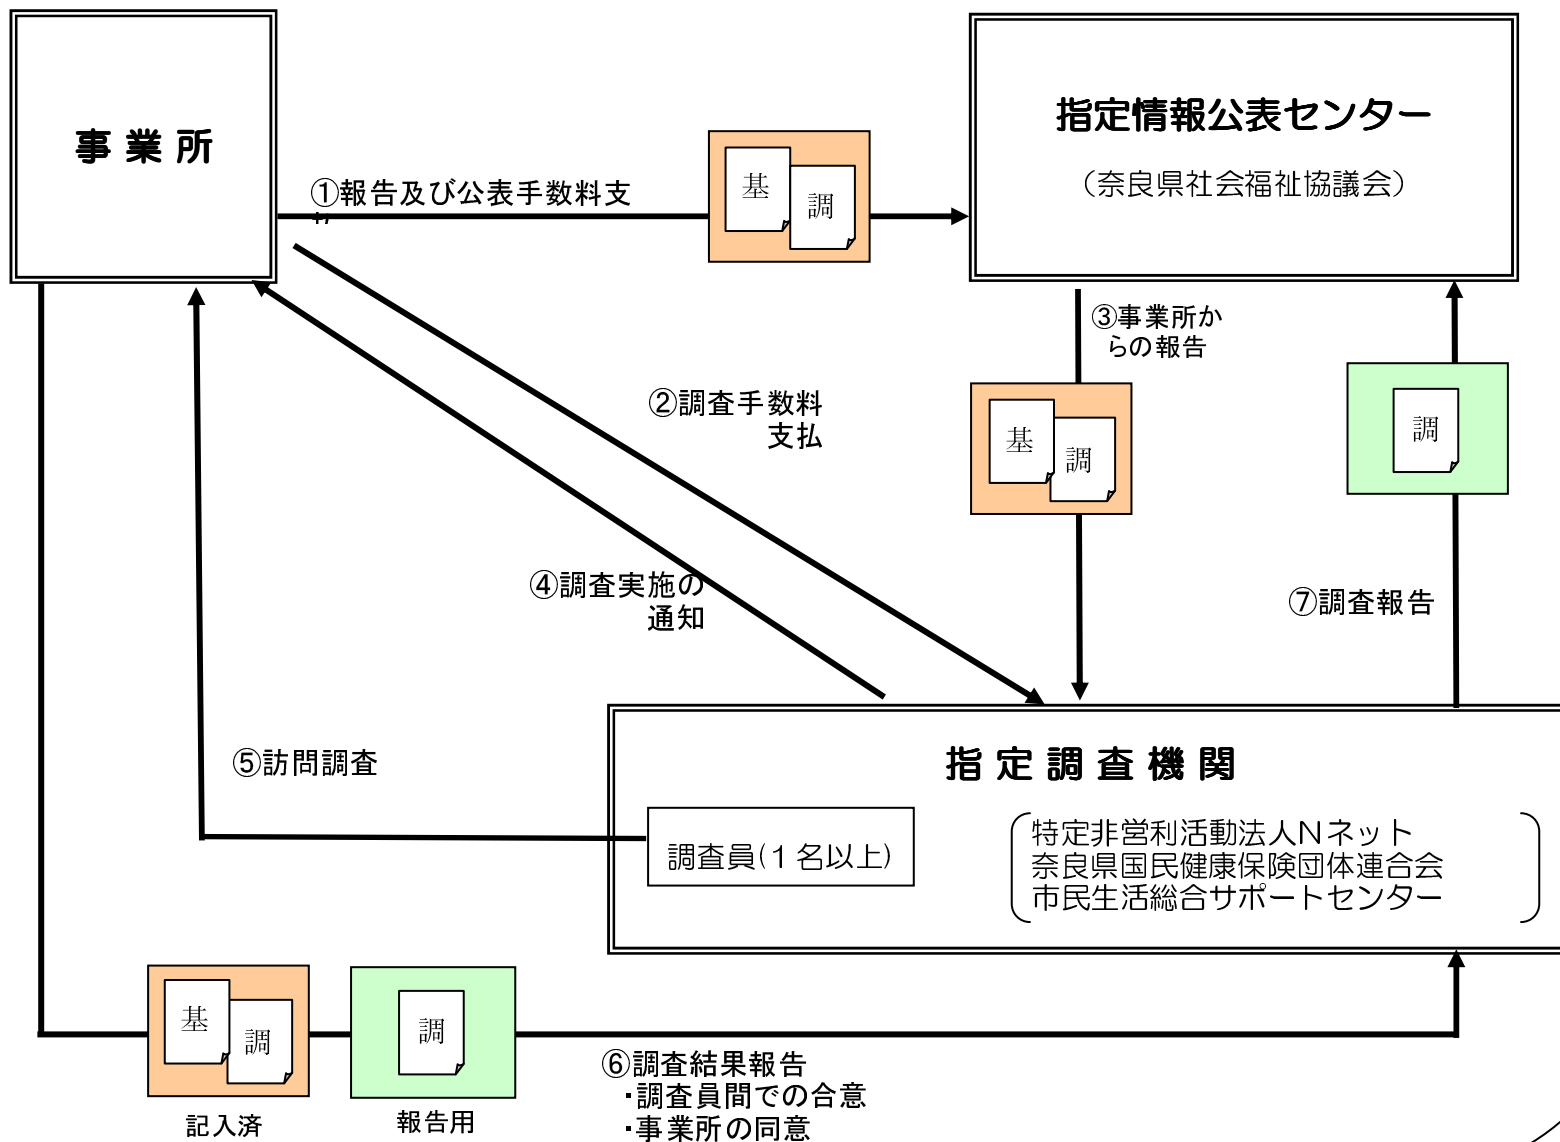 事業所
指定情報公表センター
（奈良県社会福祉協議会）
①報告及び公表手数料支
基
調
③事業所か
らの報告
②調査手数料
支払
基
調
調
④調査実施の
通知
⑦調査報告
⑤訪問調査
指定調査機関
調査員(１名以上)
特定非営利活動法人Nネット
奈良県国民健康保険団体連合会
市民生活総合サポートセンター
基
調
調
記入済
報告用
⑥調査結果報告
・調査員間での合意
・事業所の同意